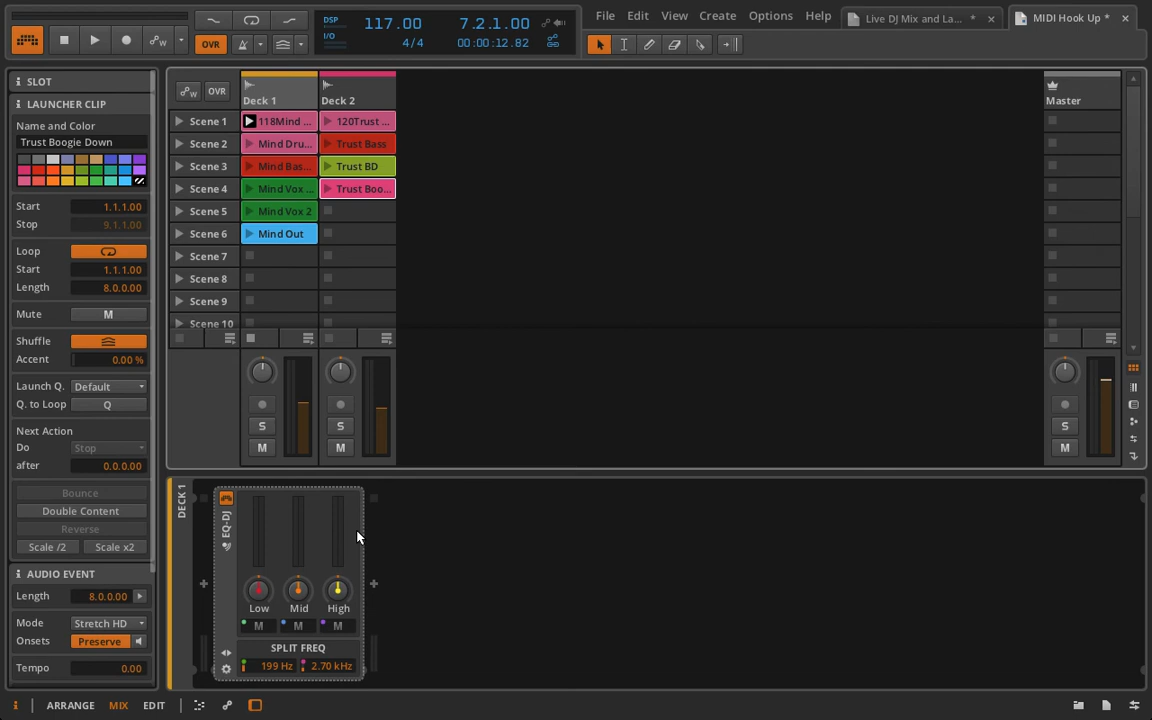 DSP
I/O
117.00
4/4
7.2.1.00
00:00:12.82
OVR
File Edit View Create Options Help
Live DJ Mix and La... *
MIDI Hook Up *
SLOT
LAUNCHER CLIP
Name and Color
Trust Boogie Down
Start 1.1.1.00
Stop 9.1.1.00
Loop
Start 1.1.1.00
Length 8.0.0.00
Mute M
Shuffle
Accent 0.00 %
Launch Q. Default
Q. to Loop Q
Next Action
Do Stop
after 0.0.0.00
Bounce
Double Content
Reverse
Scale /2 Scale x2
AUDIO EVENT
Length 8.0.0.00
Mode Stretch HD
Onsets Preserve
Tempo 0.00
OVR
Deck 1
Deck 2
Master
Scene 1 118Mind ... 120Trust ...
Scene 2 Mind Dru... Trust Bass
Scene 3 Mind Bas... Trust BD
Scene 4 Mind Vox ... Trust Boo...
Scene 5 Mind Vox 2
Scene 6 Mind Out
Scene 7
Scene 8
Scene 9
Scene 10
S S S
M M M
DECK 1
EQ-DJ
Low Mid High
M M M
SPLIT FREQ
199 Hz 2.70 kHz
ARRANGE MIX EDIT